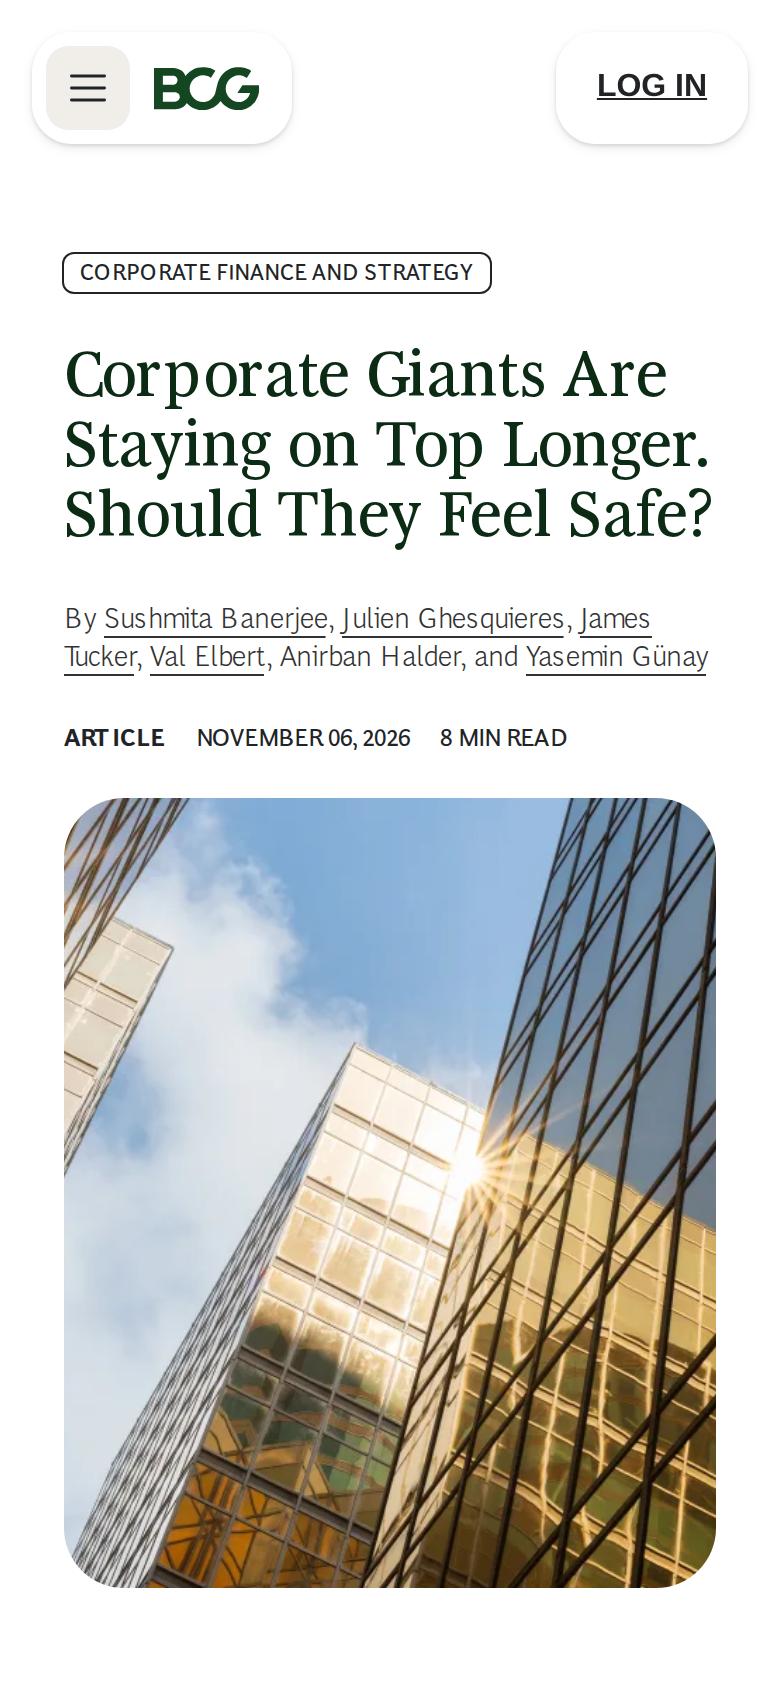 BCG
LOG IN
CORPORATE FINANCE AND STRATEGY
Corporate Giants Are
Staying on Top Longer.
Should They Feel Safe?
By Sushmita Banerjee, Julien Ghesquieres, James
Tucker, Val Elbert, Anirban Halder, and Yasemin Günay
ARTICLE NOVEMBER 06, 2026 8 MIN READ